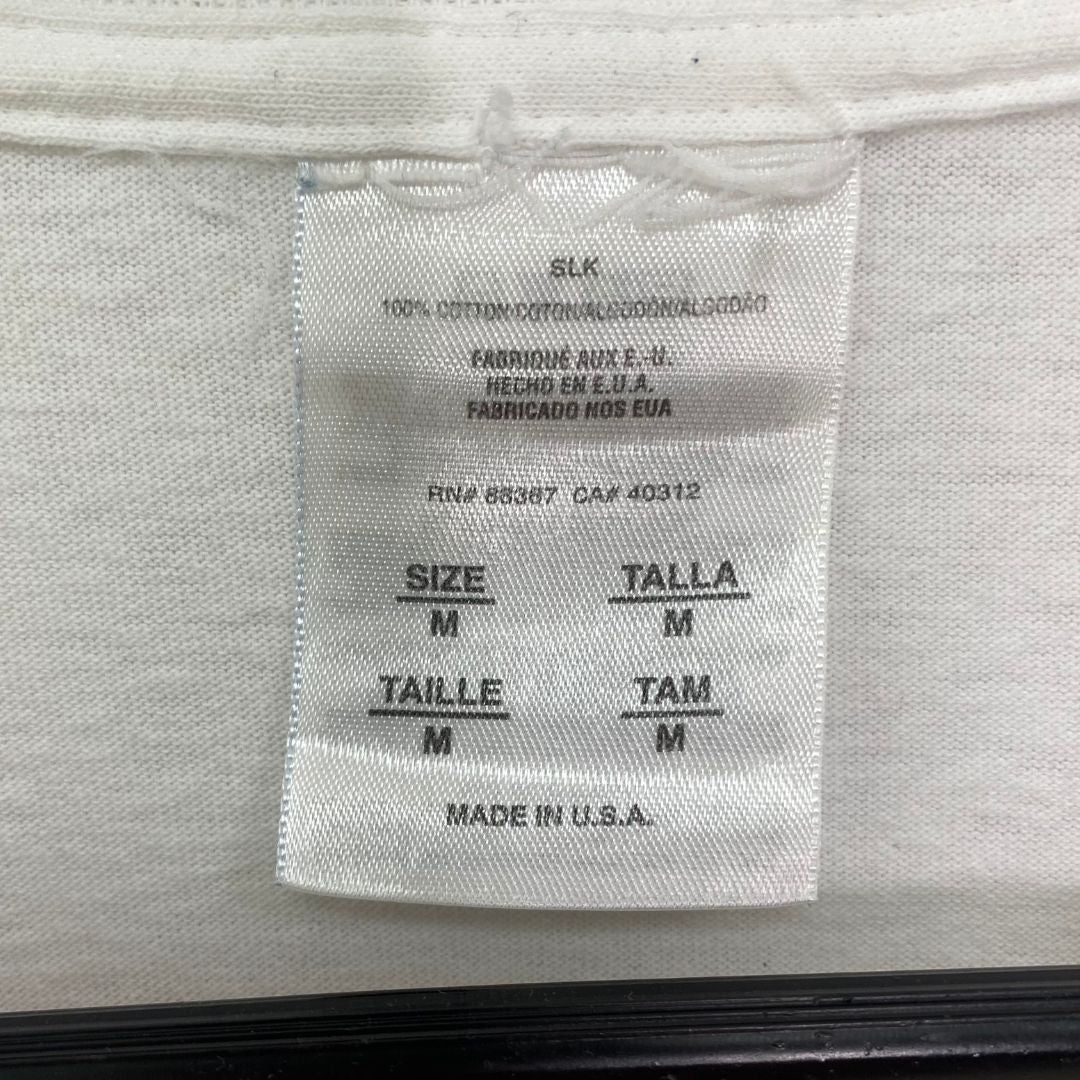 SLK
100% COTTON/COTON/ALGODÓN/ALGODÃO
FABRIQUÉ AUX E.-U.
HECHO EN E.U.A.
FABRICADO NOS EUA
RN# 88387 CA# 40312
SIZE TALLA
M M
TAILLE TAM
M M
MADE IN U.S.A.